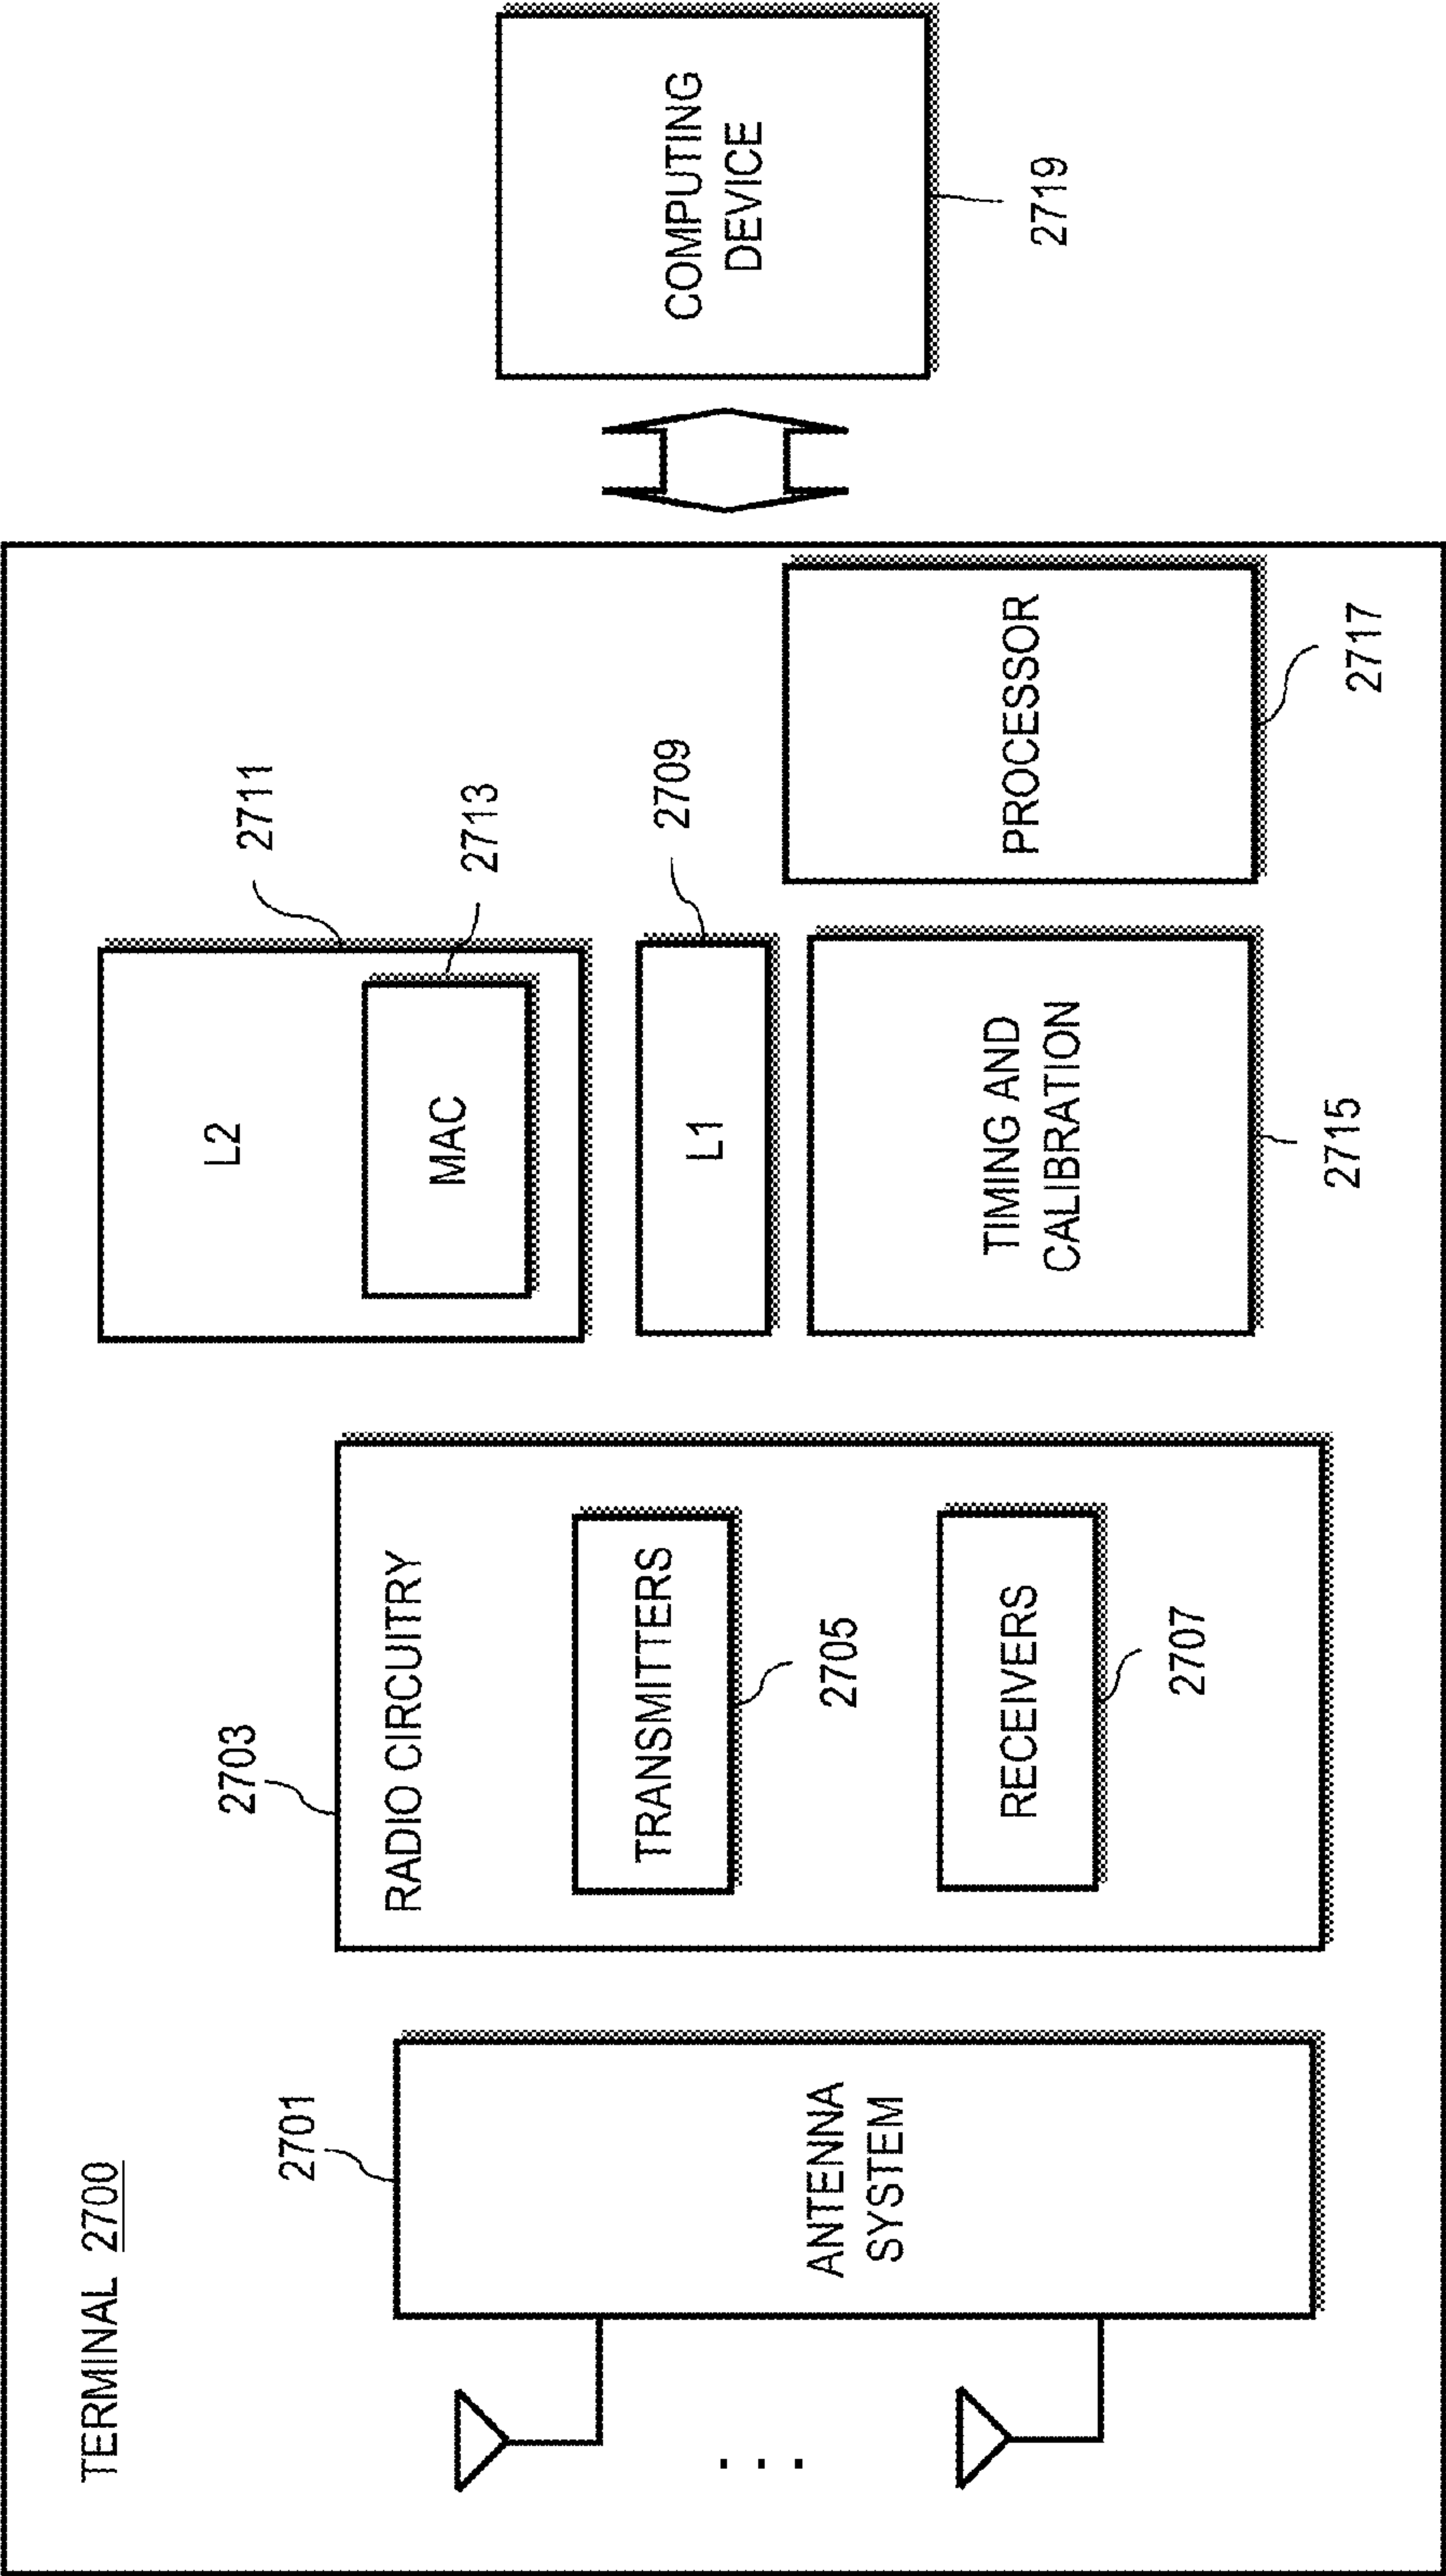 TERMINAL 2700
2701
ANTENNA
SYSTEM
2703
RADIO CIRCUITRY
TRANSMITTERS
2705
RECEIVERS
2707
2711
L2
2713
MAC
2709
L1
TIMING AND
CALIBRATION
2715
PROCESSOR
2717
COMPUTING
DEVICE
2719